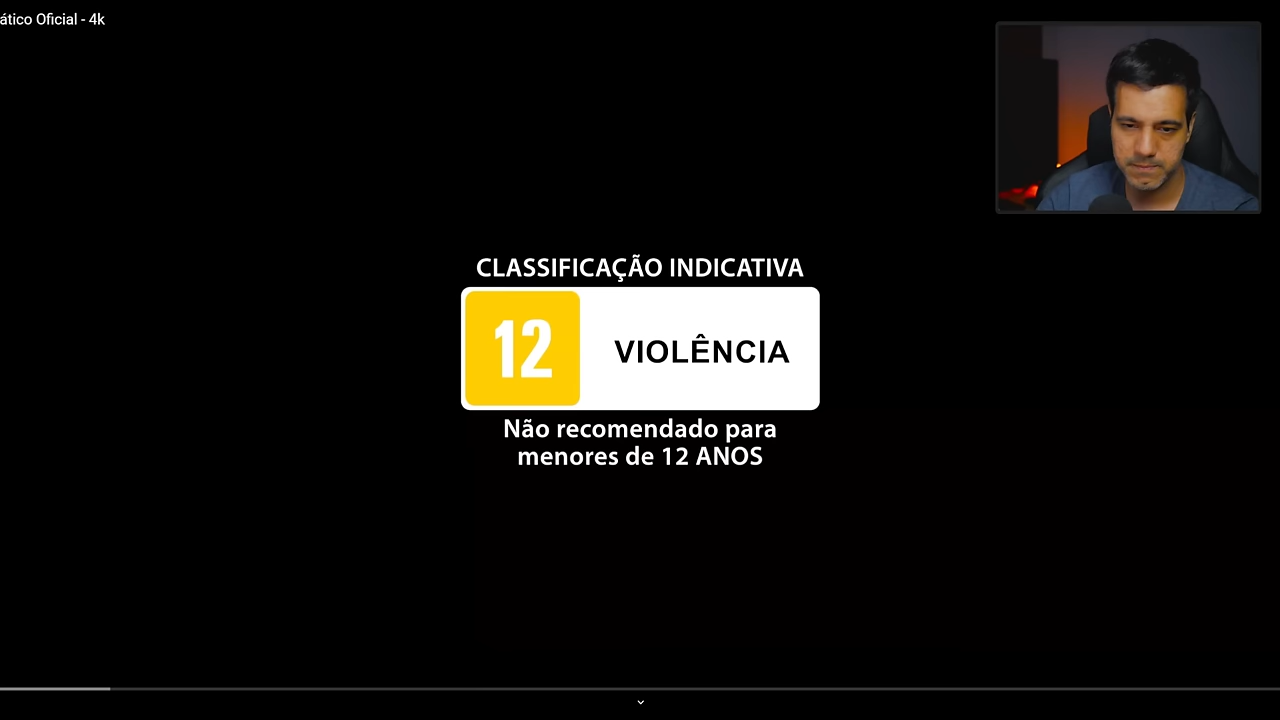 ático Oficial - 4k
CLASSIFICAÇÃO INDICATIVA
12
VIOLÊNCIA
Não recomendado para
menores de 12 ANOS